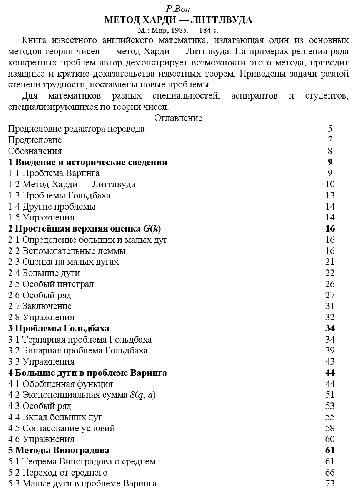 Р.Вон
МЕТОД ХАРДИ — ЛИТТЛВУДА
М.: Мир, 1985. — 184 с.
Книга известного английского математика, излагающая один из основных
методов теории чисел — метод Харди — Литтлвуда. На примерах решения ряда
конкретных проблем автор демонстрирует возможности этого метода, приводит
изящные и краткие доказательства известных теорем. Приведены задачи разной
степени трудности, поставлены новые проблемы.
Для математиков разных специальностей, аспирантов и студентов,
специализирующихся по теории чисел.
Оглавление
Предисловие редактора перевода 5
Предисловие 7
Обозначения 8
1 Введение и исторические сведения 9
1 1 Проблема Варинга 9
1 2 Метод Харди — Литтлвуда 10
1 3 Проблемы Гольдбаха 13
1 4 Другие проблемы 14
1 5 Упражнения 14
2 Простейшая верхняя оценка G(k) 16
2 1 Определение больших и малых дуг 16
2 2 Вспомогательные леммы 16
2 3 Оценка на малых дугах 21
2 4 Большие дуги 22
2 5 Особый интеграл 26
2 6 Особый ряд 27
2 7 Заключение 31
2 8 Упражнения 32
3 Проблемы Гольдбаха 34
3 1 Тернарная проблема Гольдбаха 34
3 2 Бинарная проблема Гольдбаха 39
3 3 Упражнения 43
4 Большие дуги в проблеме Варинга 44
4 1 Обобщенная функция 44
4 2 Экспоненциальная сумма S(q, a) 51
4 3 Особый ряд 53
4 4 Вклад больших дуг 55
4 5 Согласование условий 58
4 6 Упражнения 60
5 Методы Виноградова 61
5 1 Теорема Виноградова о среднем 61
5 2 Переход от среднего 66
5 3 Малые дуги в проблеме Варинга 73